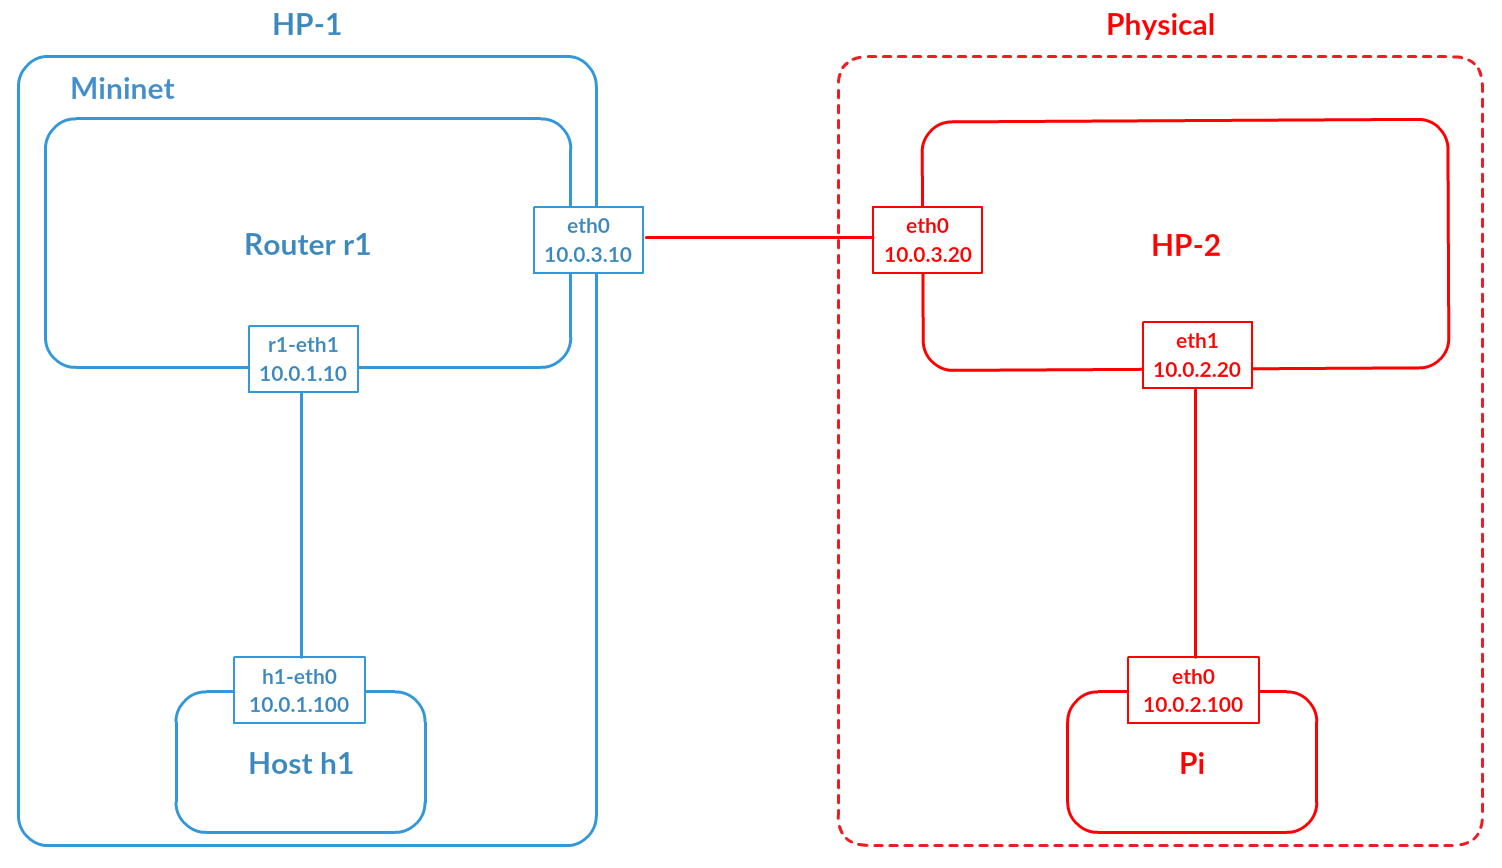 HP-1
Mininet
Router r1
eth0
10.0.3.10
r1-eth1
10.0.1.10
h1-eth0
10.0.1.100
Host h1
Physical
eth0
10.0.3.20
HP-2
eth1
10.0.2.20
eth0
10.0.2.100
Pi